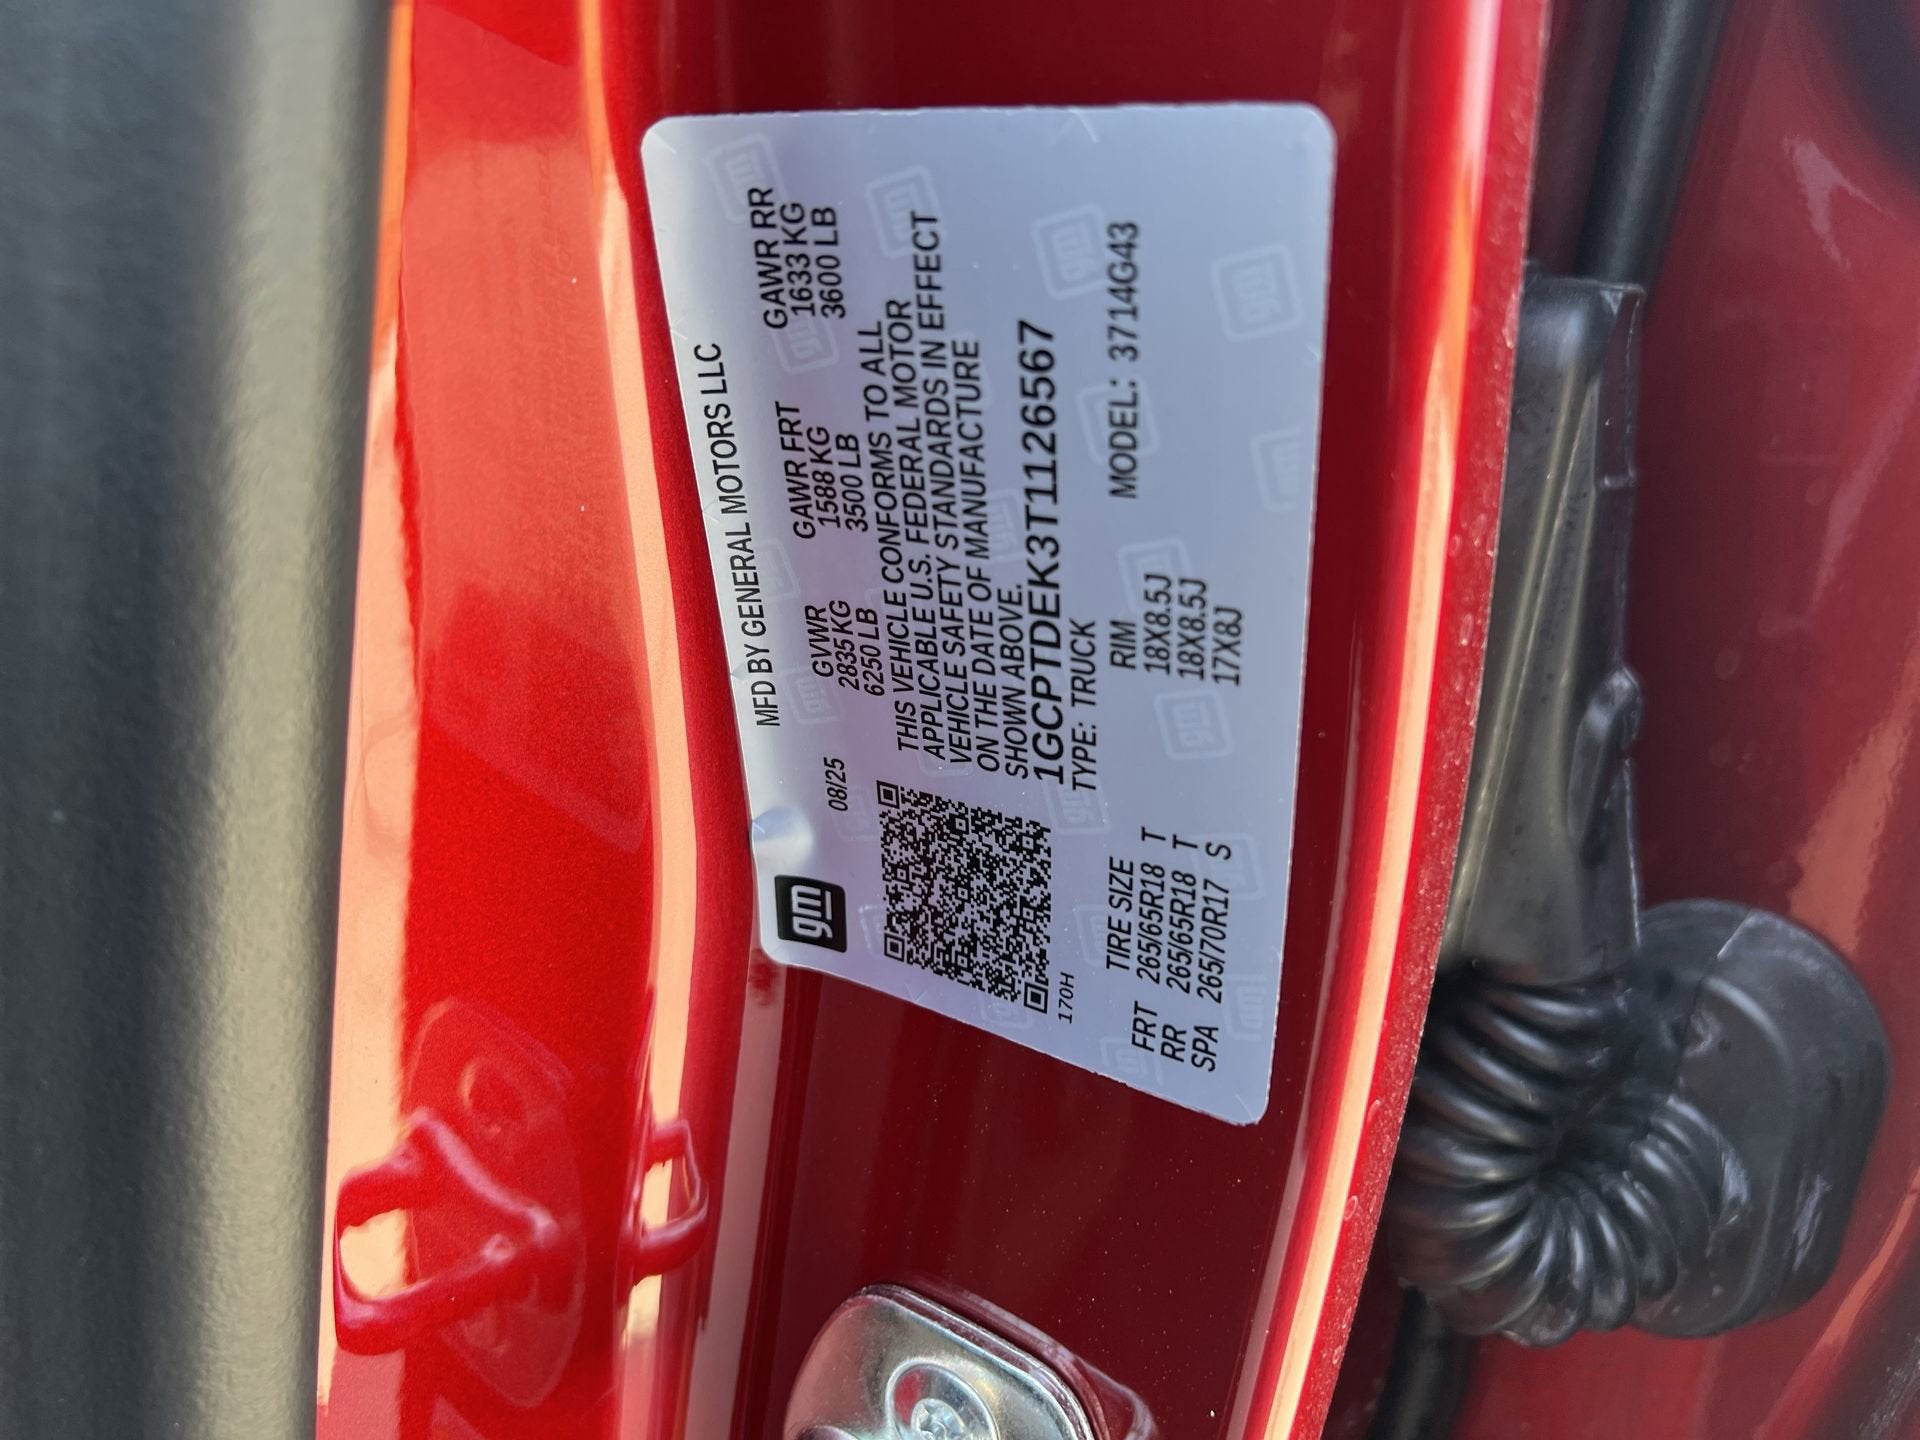 MFD BY GENERAL MOTORS LLC
gm
08/25
GVWR GAWR FRT GAWR RR
2835 KG 1588 KG 1633 KG
6250 LB 3500 LB 3600 LB
THIS VEHICLE CONFORMS TO ALL
APPLICABLE U.S. FEDERAL MOTOR
VEHICLE SAFETY STANDARDS IN EFFECT
ON THE DATE OF MANUFACTURE
SHOWN ABOVE.
1GCPTDEK3T1126567
170H
TYPE: TRUCK MODEL: 3714G43
TIRE SIZE RIM
FRT 265/65R18 T 18X8.5J
RR 265/65R18 T 18X8.5J
SPA 265/70R17 S 17X8J